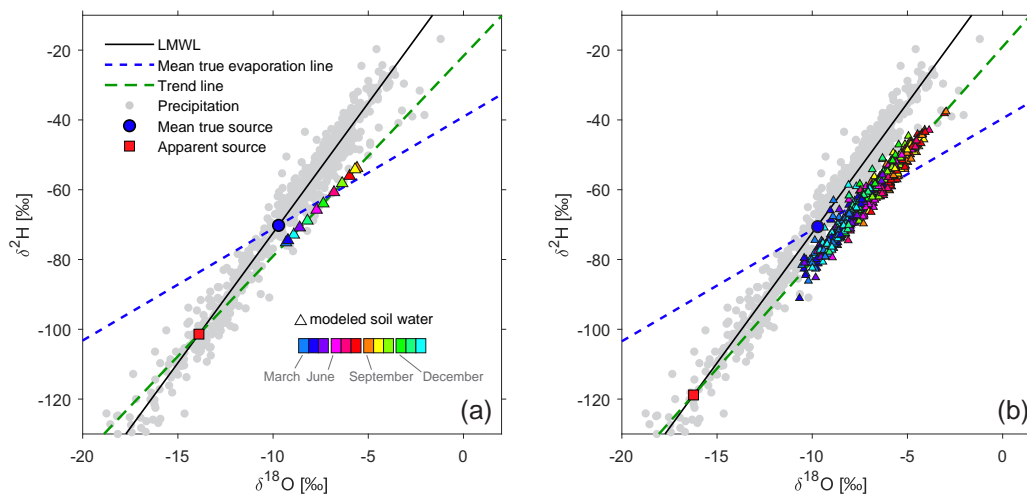 -20
-40
-60
-80
-100
-120
δ²H [‰]
LMWL
Mean true evaporation line
Trend line
Precipitation
Mean true source
Apparent source
△ modeled soil water
March June September December
(a)
-20 -15 -10 -5 0
δ¹⁸O [‰]
-20
-40
-60
-80
-100
-120
δ²H [‰]
(b)
-20 -15 -10 -5 0
δ¹⁸O [‰]